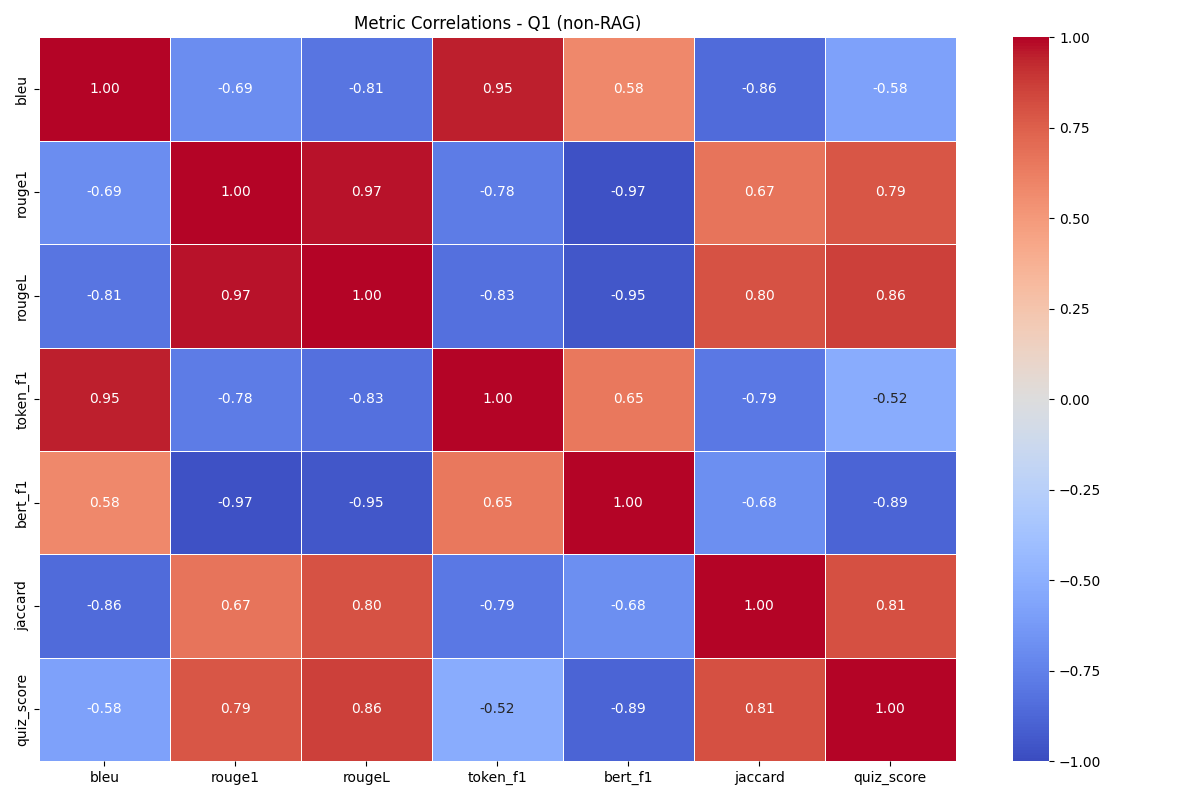 Metric Correlations - Q1 (non-RAG)
bleu 1.00 -0.69 -0.81 0.95 0.58 -0.86 -0.58
rouge1 -0.69 1.00 0.97 -0.78 -0.97 0.67 0.79
rougeL -0.81 0.97 1.00 -0.83 -0.95 0.80 0.86
token_f1 0.95 -0.78 -0.83 1.00 0.65 -0.79 -0.52
bert_f1 0.58 -0.97 -0.95 0.65 1.00 -0.68 -0.89
jaccard -0.86 0.67 0.80 -0.79 -0.68 1.00 0.81
quiz_score -0.58 0.79 0.86 -0.52 -0.89 0.81 1.00
bleu rouge1 rougeL token_f1 bert_f1 jaccard quiz_score
1.00
0.75
0.50
0.25
0.00
−0.25
−0.50
−0.75
−1.00